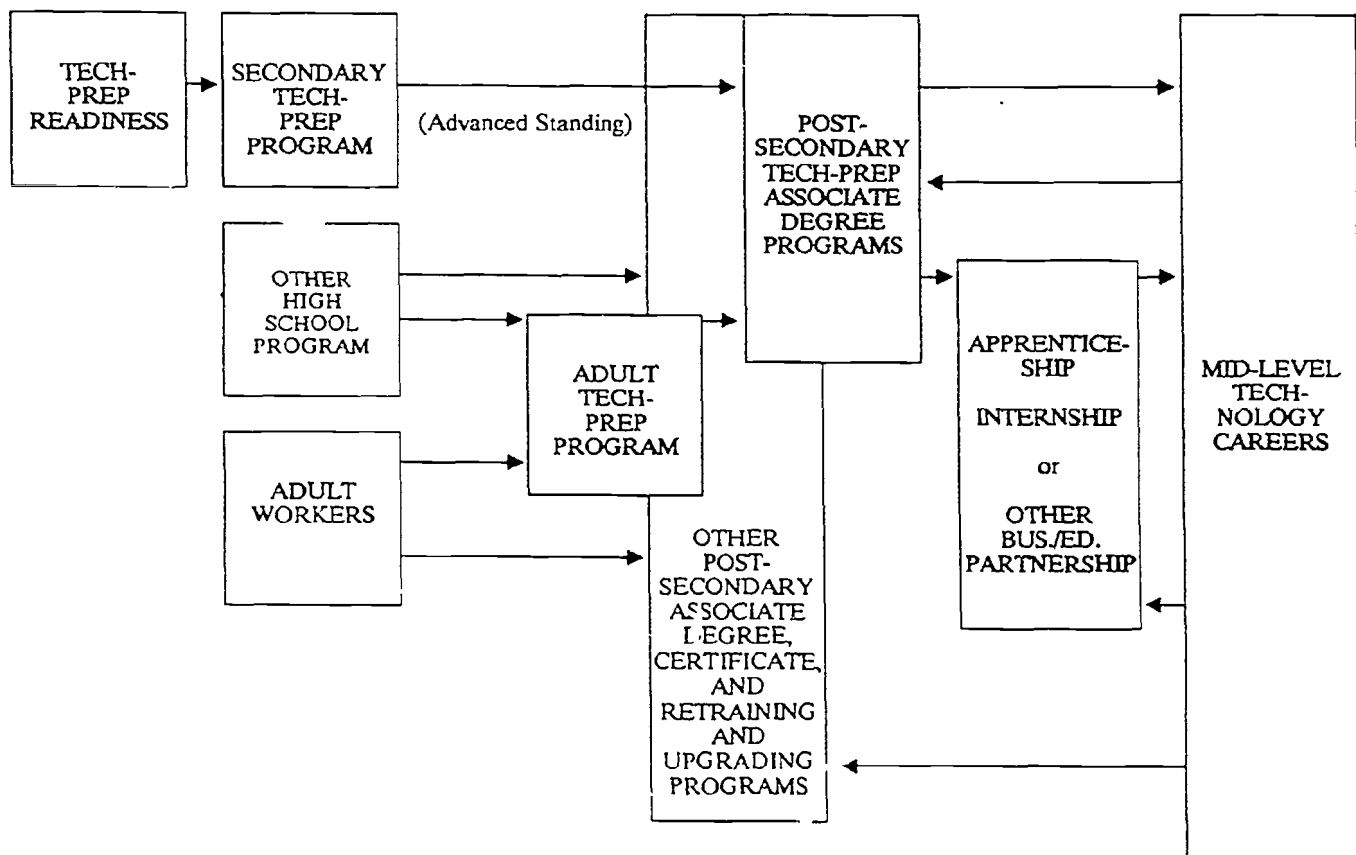 TECH-
PREP
READINESS
SECONDARY
TECH-
PREP
PROGRAM
(Advanced Standing)
POST-
SECONDARY
TECH-PREP
ASSOCIATE
DEGREE
PROGRAMS
OTHER
HIGH
SCHOOL
PROGRAM
ADULT
TECH-
PREP
PROGRAM
ADULT
WORKERS
OTHER
POST-
SECONDARY
ASSOCIATE
DEGREE,
CERTIFICATE,
AND
RETRAINING
AND
UPGRADING
PROGRAMS
APPRENTICE-
SHIP
INTERNSHIP
or
OTHER
BUS./ED.
PARTNERSHIP
MID-LEVEL
TECH-
NOLOGY
CAREERS